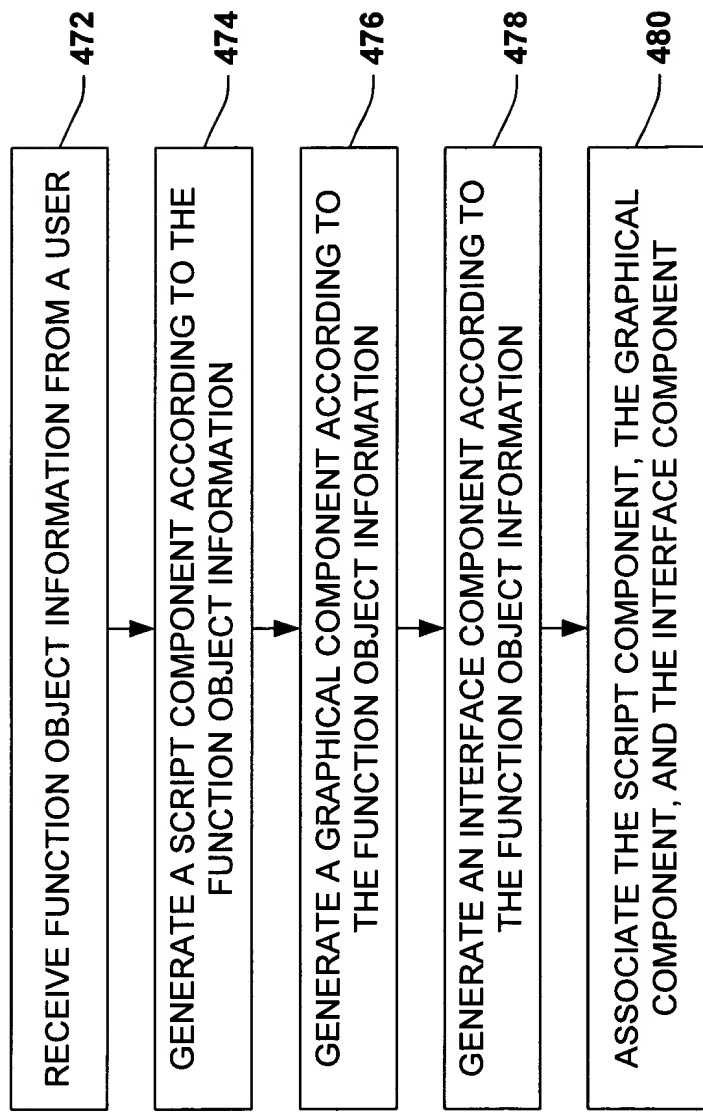 RECEIVE FUNCTION OBJECT INFORMATION FROM A USER
472
GENERATE A SCRIPT COMPONENT ACCORDING TO THE
FUNCTION OBJECT INFORMATION
474
GENERATE A GRAPHICAL COMPONENT ACCORDING TO
THE FUNCTION OBJECT INFORMATION
476
GENERATE AN INTERFACE COMPONENT ACCORDING TO
THE FUNCTION OBJECT INFORMATION
478
ASSOCIATE THE SCRIPT COMPONENT, THE GRAPHICAL
COMPONENT, AND THE INTERFACE COMPONENT
480